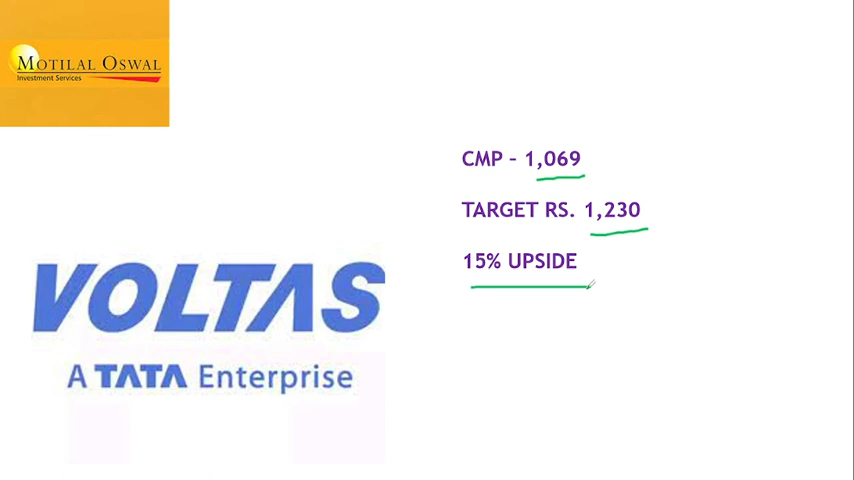 MOTILAL OSWAL
Investment Services
CMP – 1,069
TARGET RS. 1,230
15% UPSIDE
VOLTAS
A TATA Enterprise